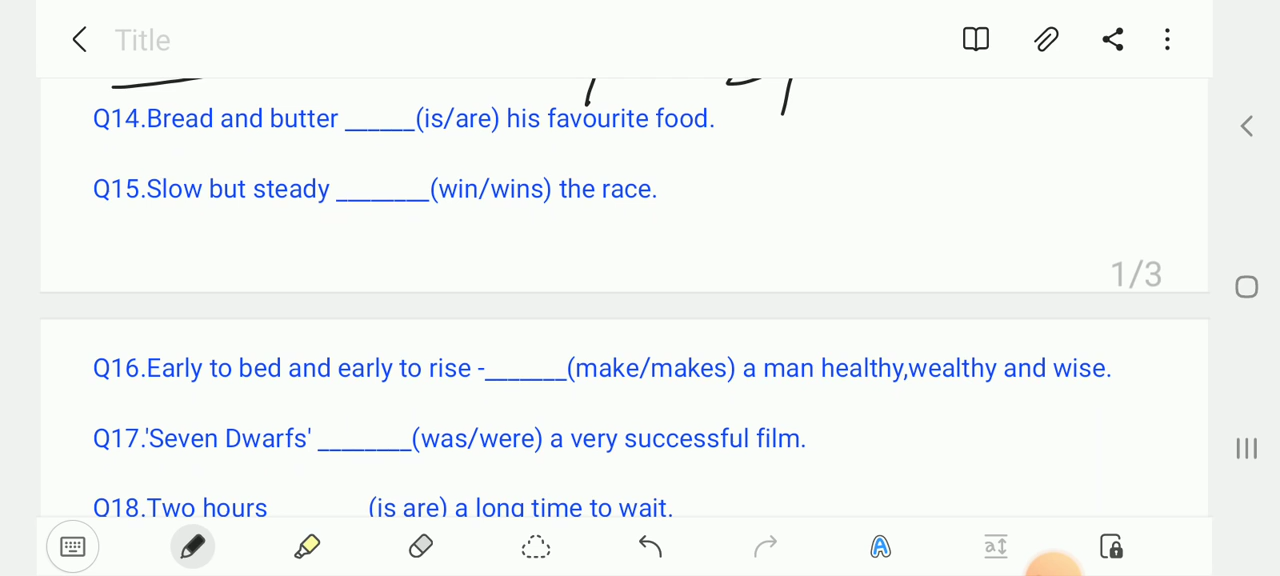 Title
Q14.Bread and butter ______(is/are) his favourite food.
Q15.Slow but steady ________(win/wins) the race.
1/3
Q16.Early to bed and early to rise -_______(make/makes) a man healthy,wealthy and wise.
Q17.'Seven Dwarfs' ________(was/were) a very successful film.
Q18.Two hours (is are) a long time to wait.